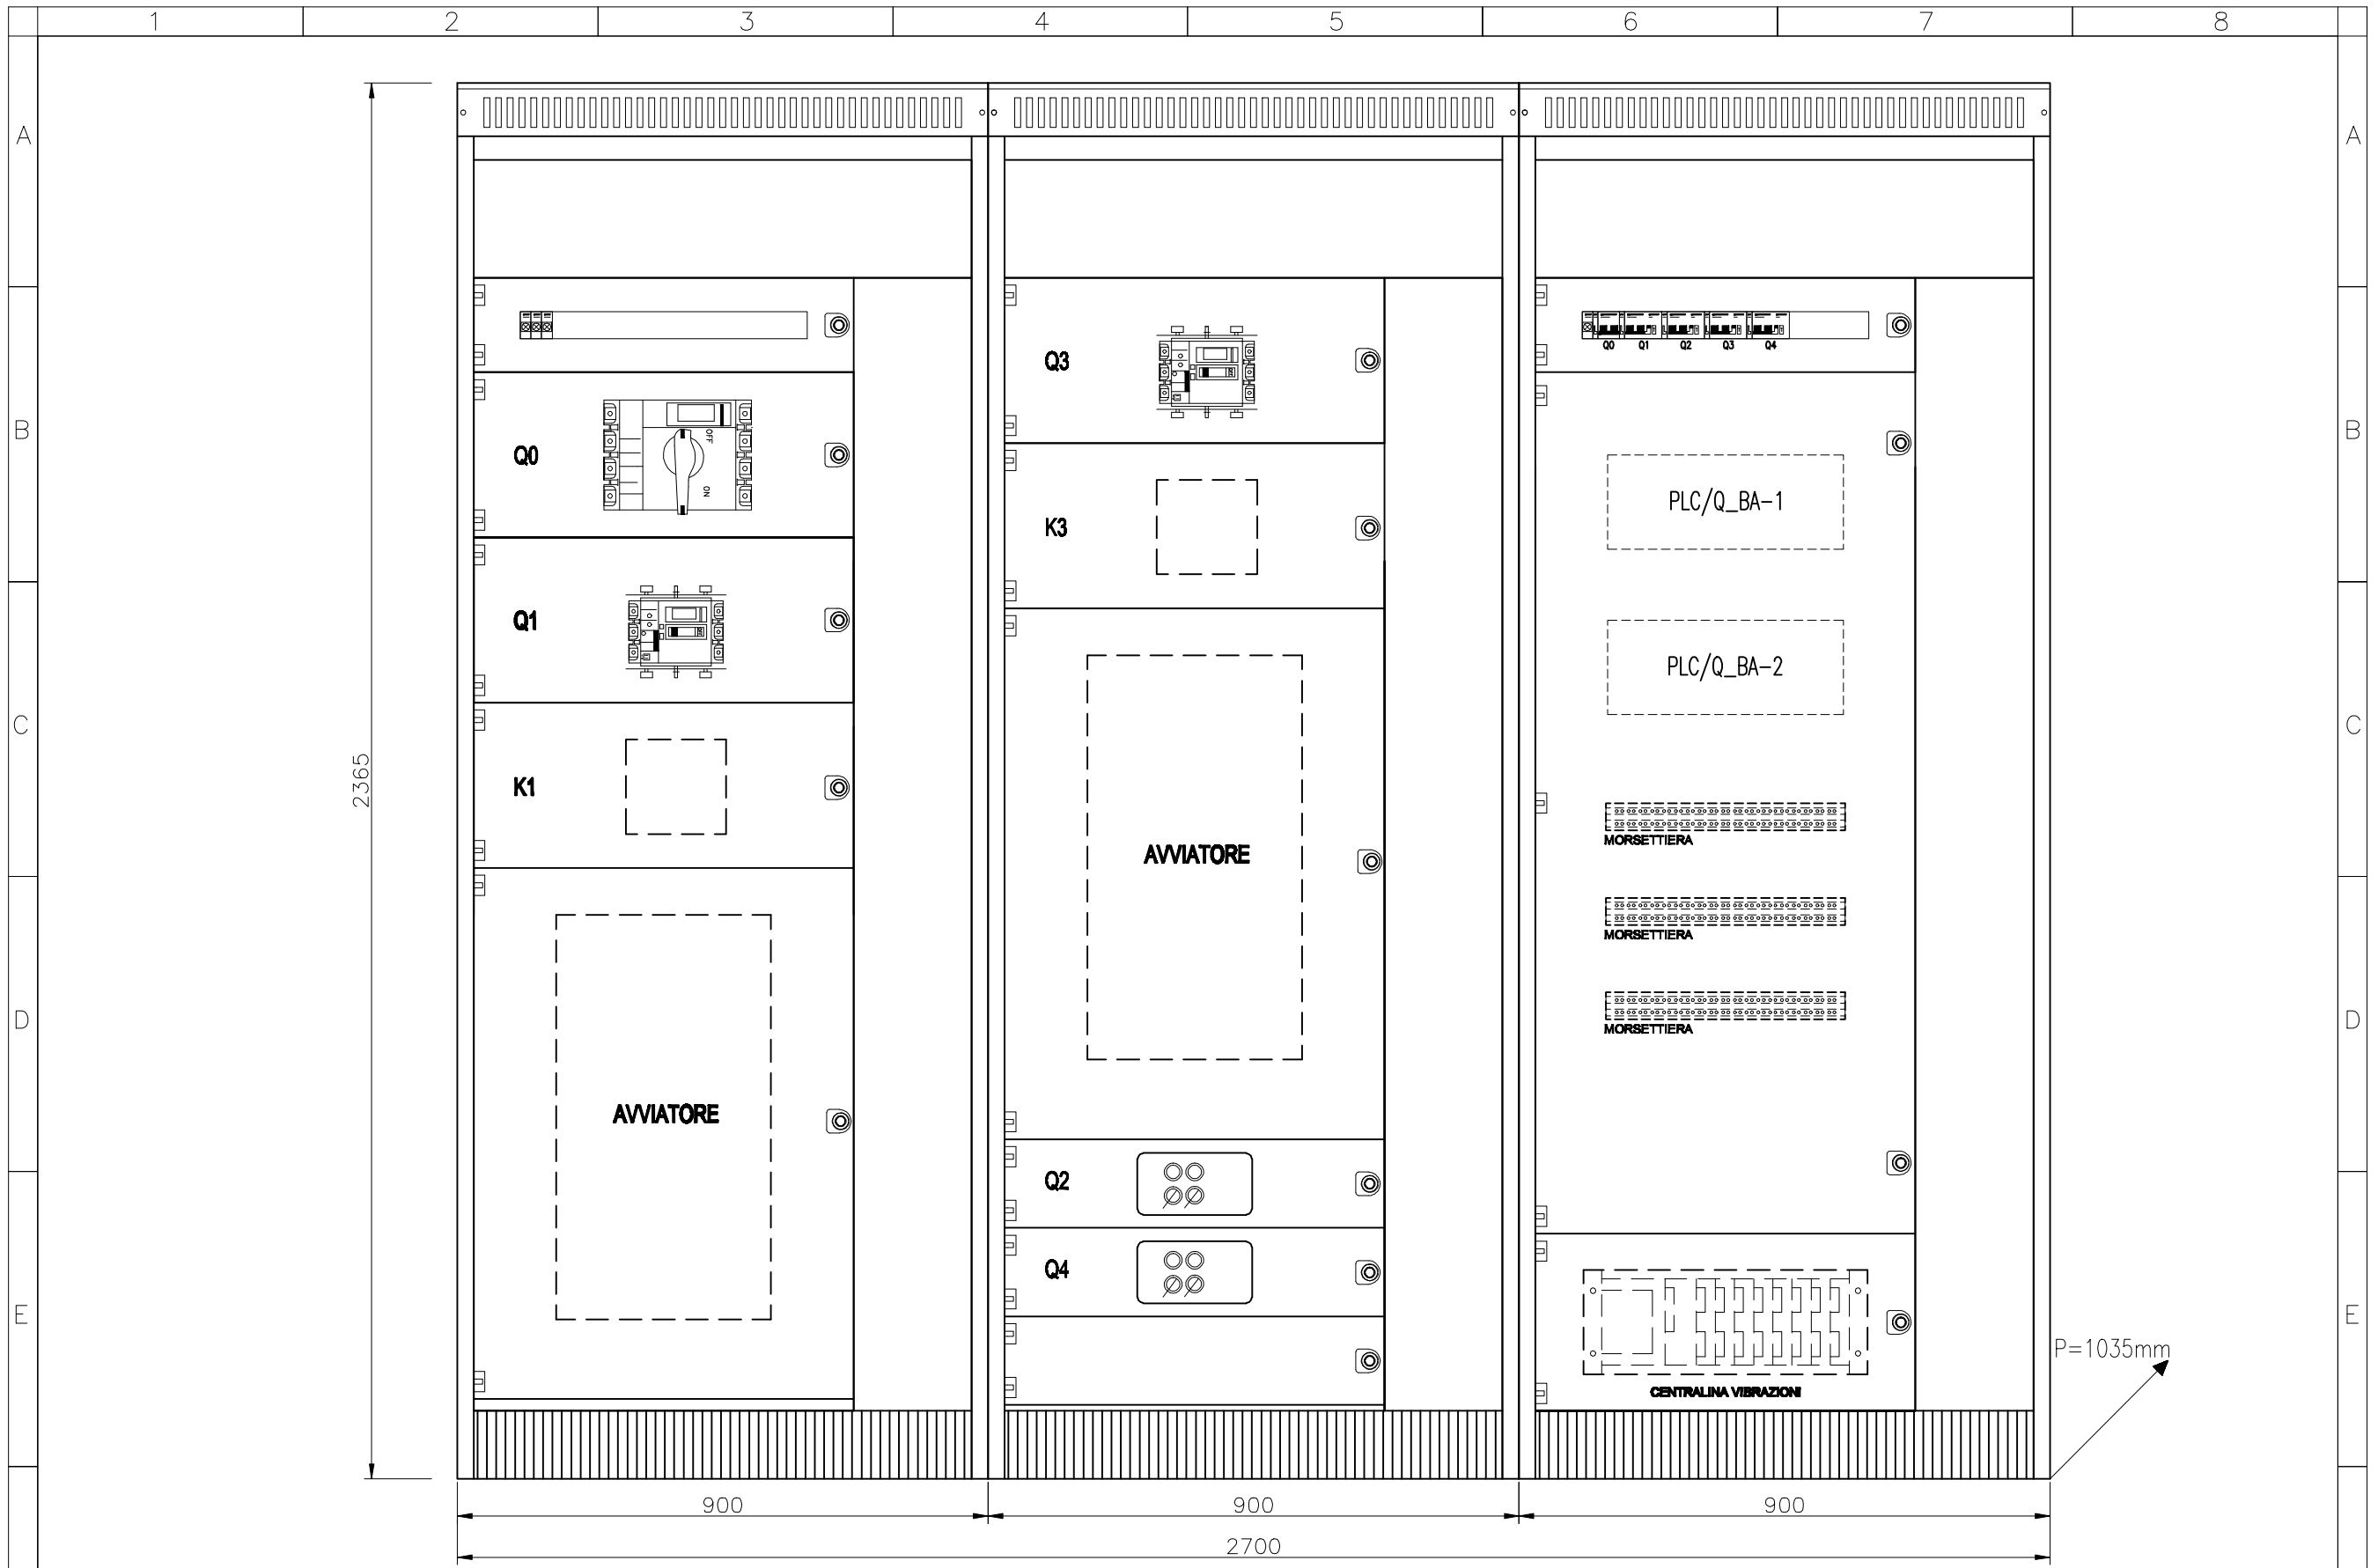 1 2 3 4 5 6 7 8
A A
B B
C C
D D
E E
2365
Q0
OFF
ON
Q1
K1
AVVIATORE
Q3
K3
AVVIATORE
Q2
Q4
Q0 Q1 Q2 Q3 Q4
PLC/Q_BA-1
PLC/Q_BA-2
MORSETTIERA
MORSETTIERA
MORSETTIERA
CENTRALINA VIBRAZIONI
P=1035mm
900 900 900
2700